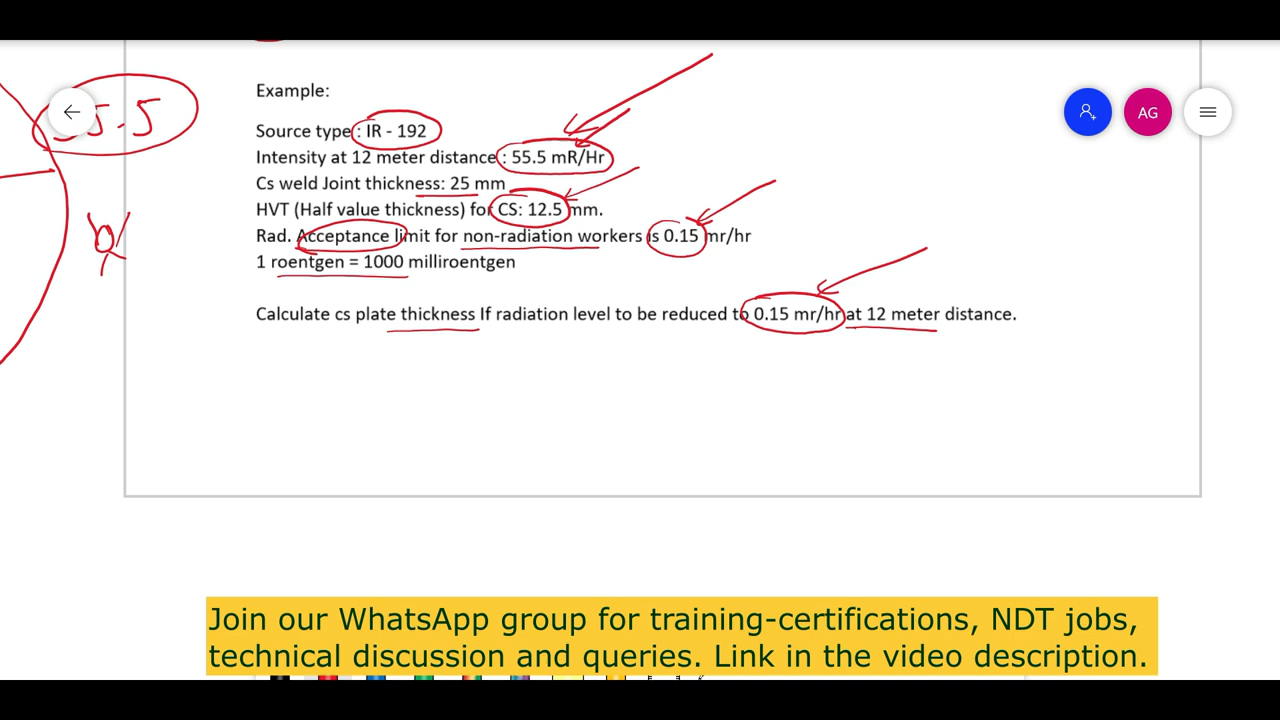 55.5
AG
Example:
Source type : IR - 192
Intensity at 12 meter distance : 55.5 mR/Hr
Cs weld Joint thickness: 25 mm
HVT (Half value thickness) for CS: 12.5 mm.
Rad. Acceptance limit for non-radiation workers is 0.15 mr/hr
1 roentgen = 1000 milliroentgen
Calculate cs plate thickness If radiation level to be reduced to 0.15 mr/hr at 12 meter distance.
Join our WhatsApp group for training-certifications, NDT jobs,
technical discussion and queries. Link in the video description.